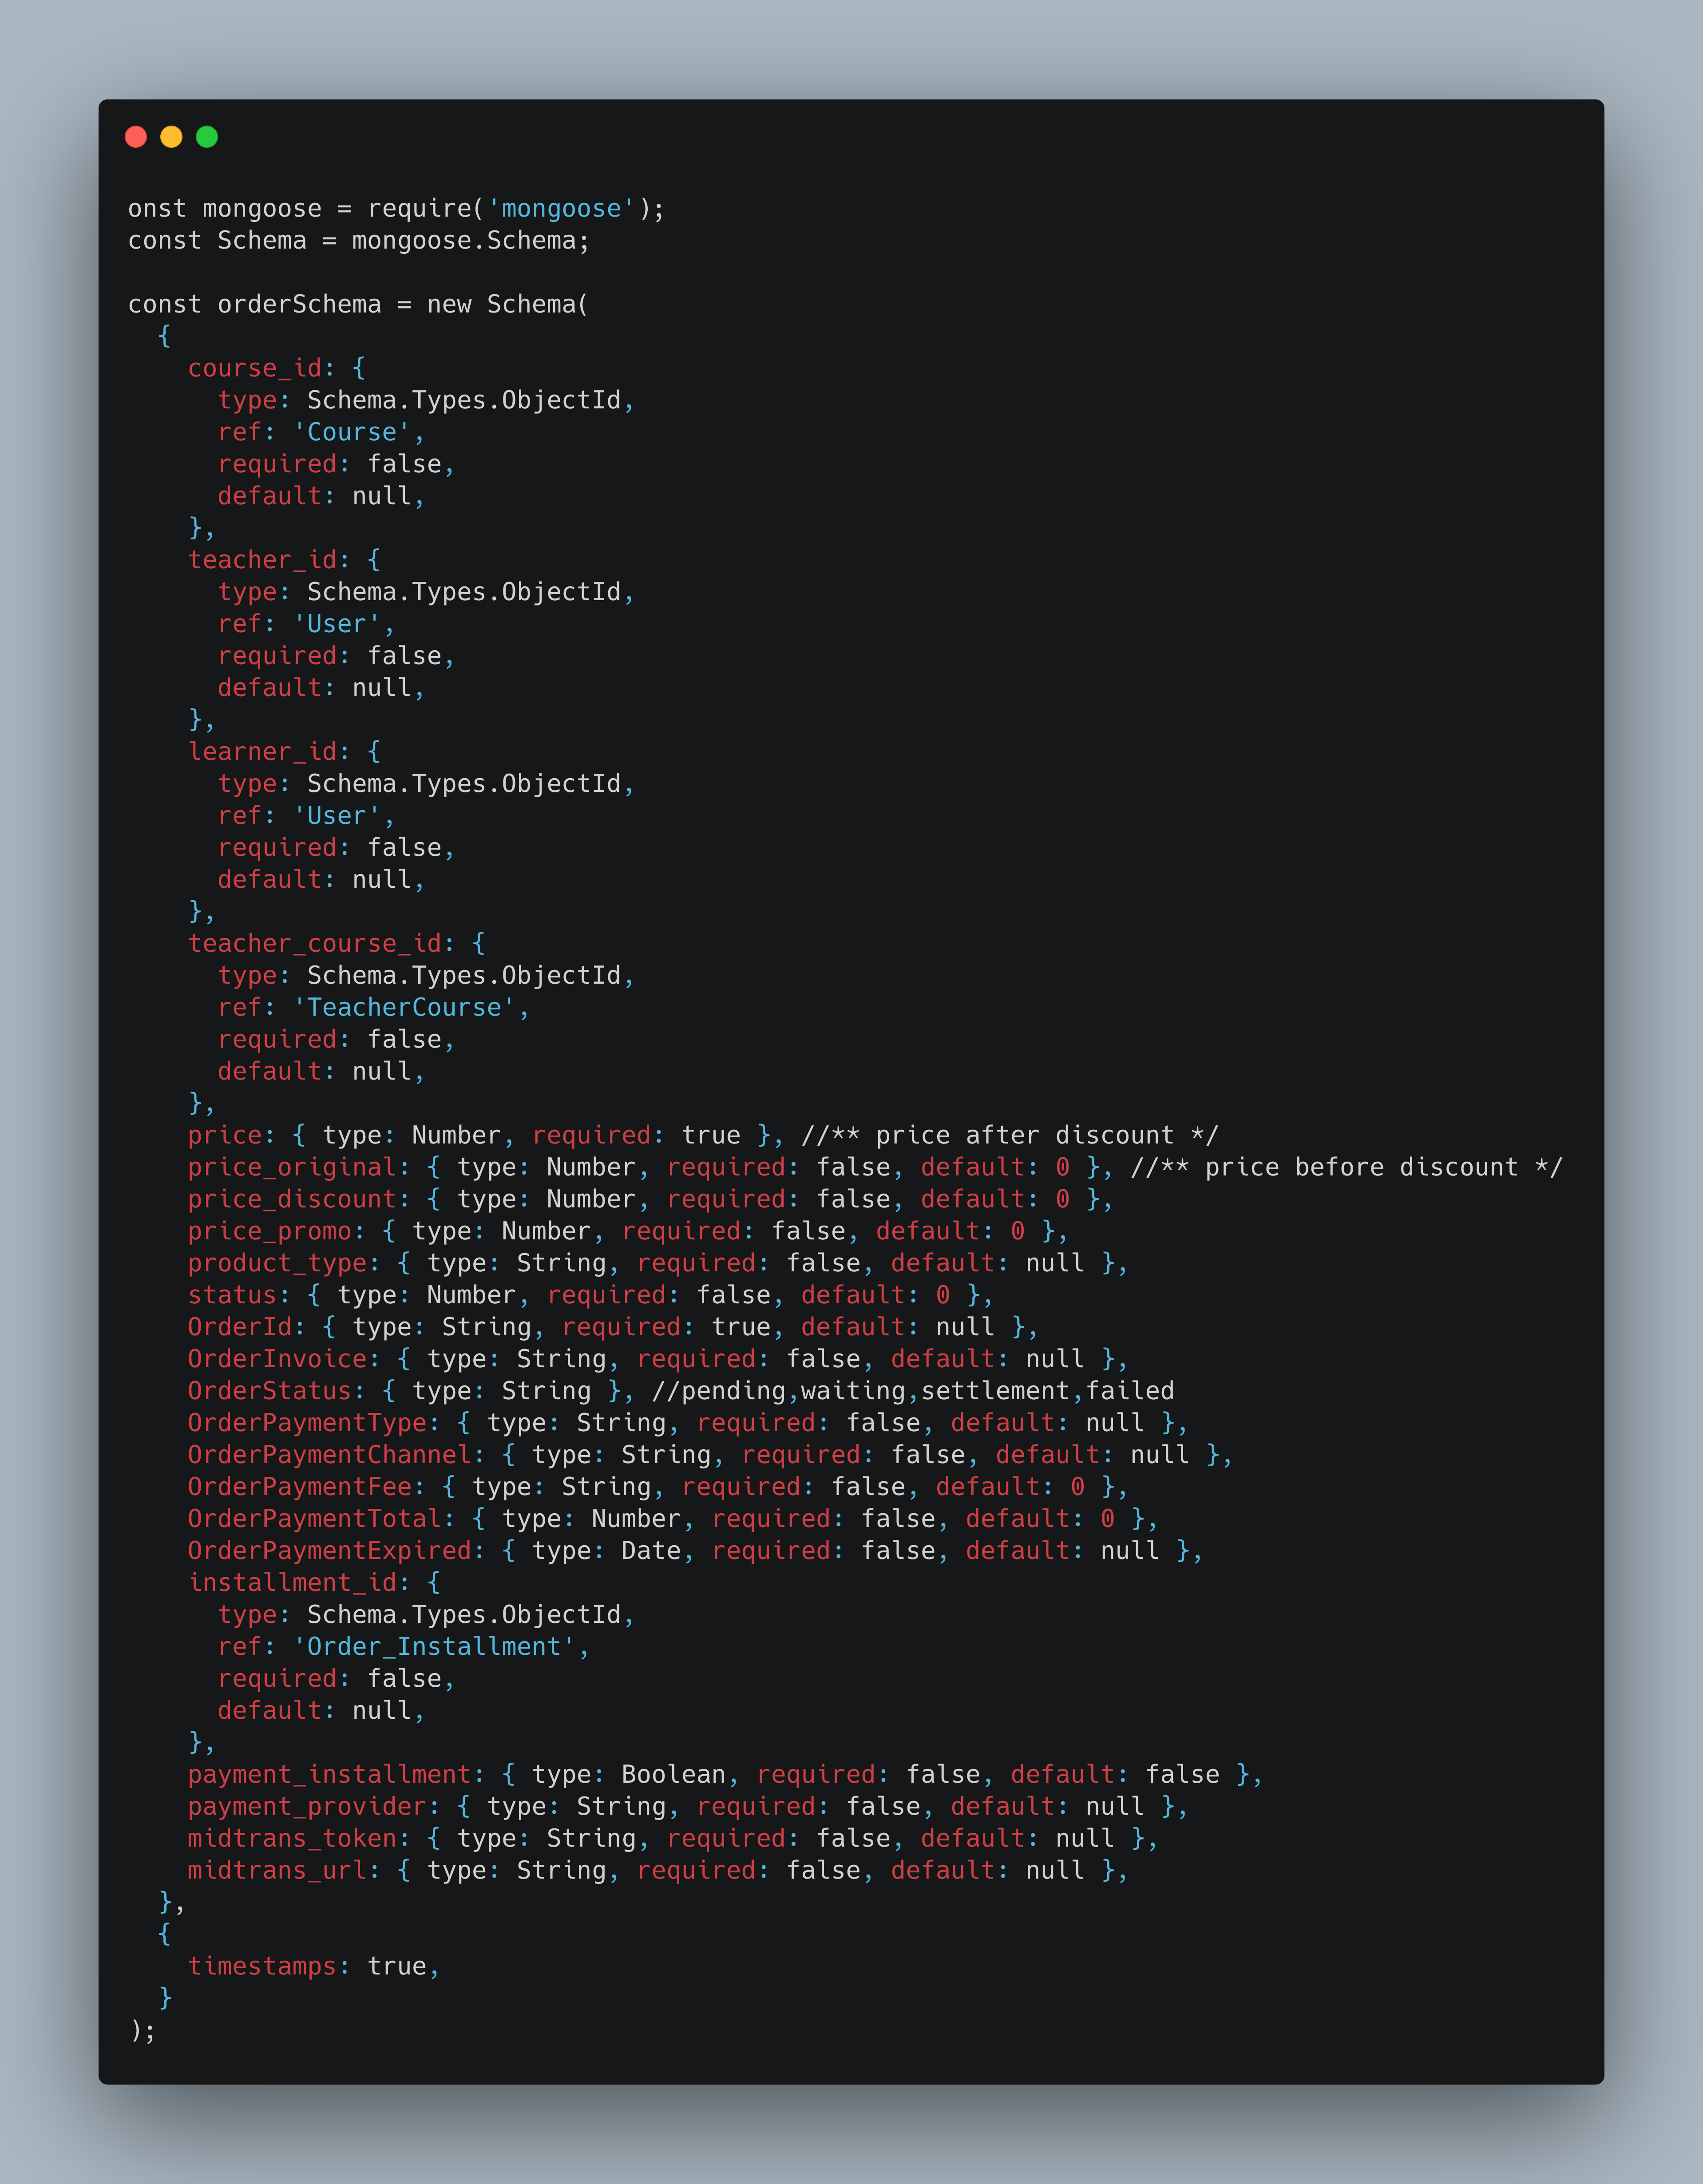 onst mongoose = require('mongoose');
const Schema = mongoose.Schema;

const orderSchema = new Schema(
  {
    course_id: {
      type: Schema.Types.ObjectId,
      ref: 'Course',
      required: false,
      default: null,
    },
    teacher_id: {
      type: Schema.Types.ObjectId,
      ref: 'User',
      required: false,
      default: null,
    },
    learner_id: {
      type: Schema.Types.ObjectId,
      ref: 'User',
      required: false,
      default: null,
    },
    teacher_course_id: {
      type: Schema.Types.ObjectId,
      ref: 'TeacherCourse',
      required: false,
      default: null,
    },
    price: { type: Number, required: true }, //** price after discount */
    price_original: { type: Number, required: false, default: 0 }, //** price before discount */
    price_discount: { type: Number, required: false, default: 0 },
    price_promo: { type: Number, required: false, default: 0 },
    product_type: { type: String, required: false, default: null },
    status: { type: Number, required: false, default: 0 },
    OrderId: { type: String, required: true, default: null },
    OrderInvoice: { type: String, required: false, default: null },
    OrderStatus: { type: String }, //pending,waiting,settlement,failed
    OrderPaymentType: { type: String, required: false, default: null },
    OrderPaymentChannel: { type: String, required: false, default: null },
    OrderPaymentFee: { type: String, required: false, default: 0 },
    OrderPaymentTotal: { type: Number, required: false, default: 0 },
    OrderPaymentExpired: { type: Date, required: false, default: null },
    installment_id: {
      type: Schema.Types.ObjectId,
      ref: 'Order_Installment',
      required: false,
      default: null,
    },
    payment_installment: { type: Boolean, required: false, default: false },
    payment_provider: { type: String, required: false, default: null },
    midtrans_token: { type: String, required: false, default: null },
    midtrans_url: { type: String, required: false, default: null },
  },
  {
    timestamps: true,
  }
);